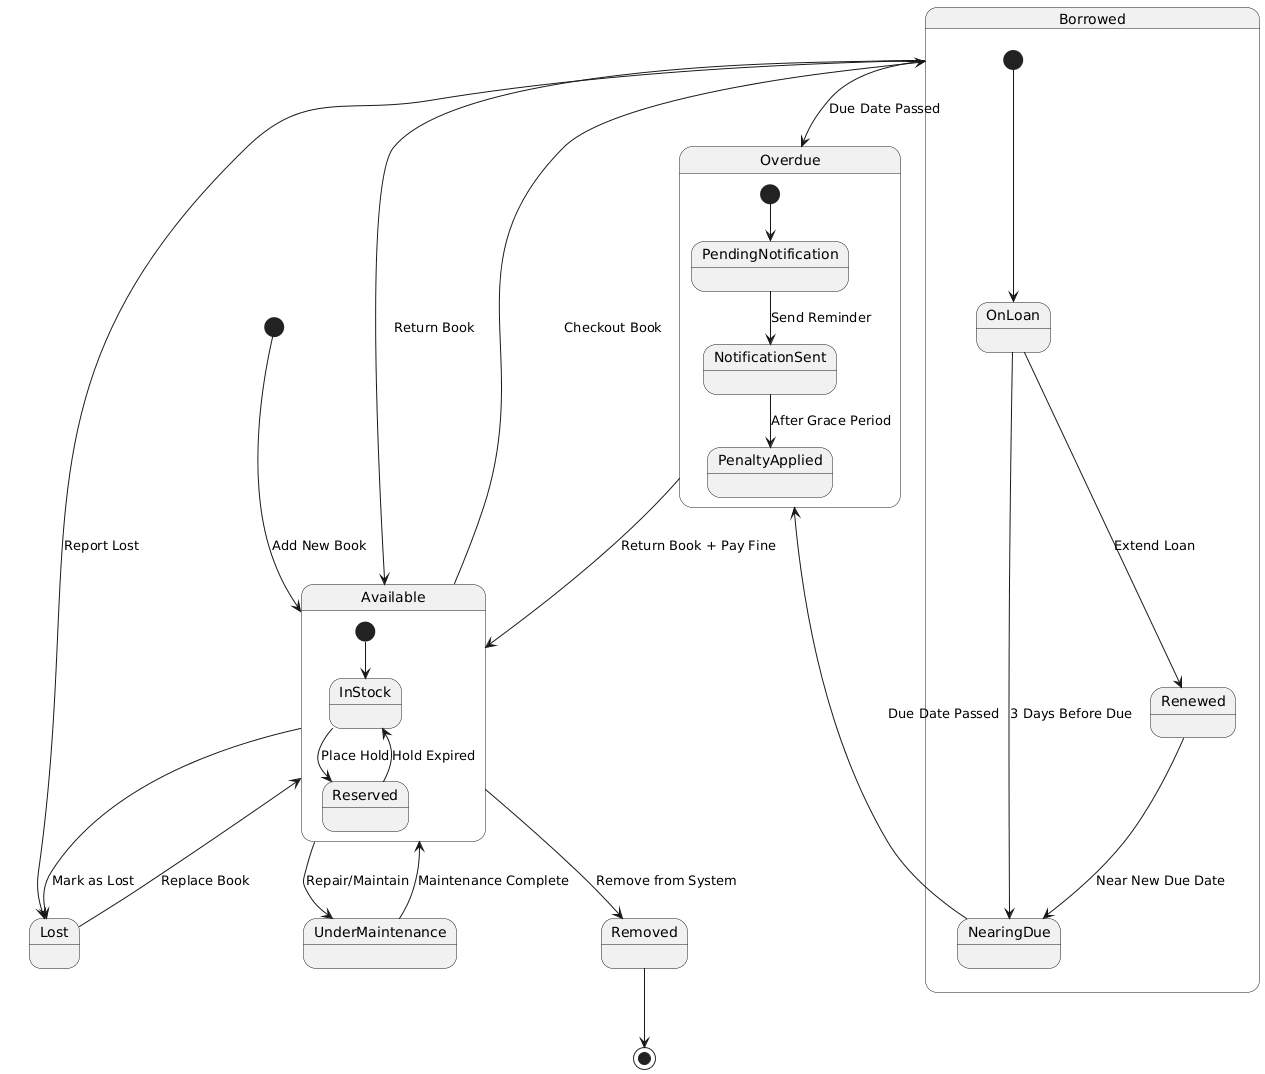 Borrowed
Due Date Passed
Overdue
PendingNotification
OnLoan
Send Reminder
Return Book
Checkout Book
NotificationSent
After Grace Period
PenaltyApplied
Report Lost
Add New Book
Return Book + Pay Fine
Extend Loan
Available
InStock
Renewed
Due Date Passed
3 Days Before Due
Place Hold
Hold Expired
Reserved
Mark as Lost
Replace Book
Repair/Maintain
Maintenance Complete
Remove from System
Near New Due Date
Lost
UnderMaintenance
Removed
NearingDue